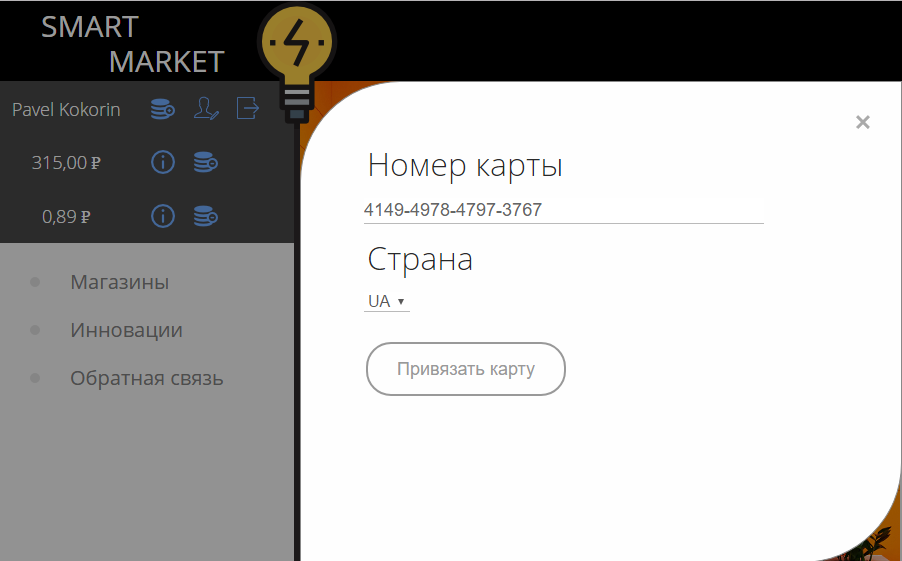 SMART
MARKET
Pavel Kokorin
315,00 ₽
0,89 ₽
Магазины
Инновации
Обратная связь
×
Номер карты
4149-4978-4797-3767
Страна
UA ▼
Привязать карту